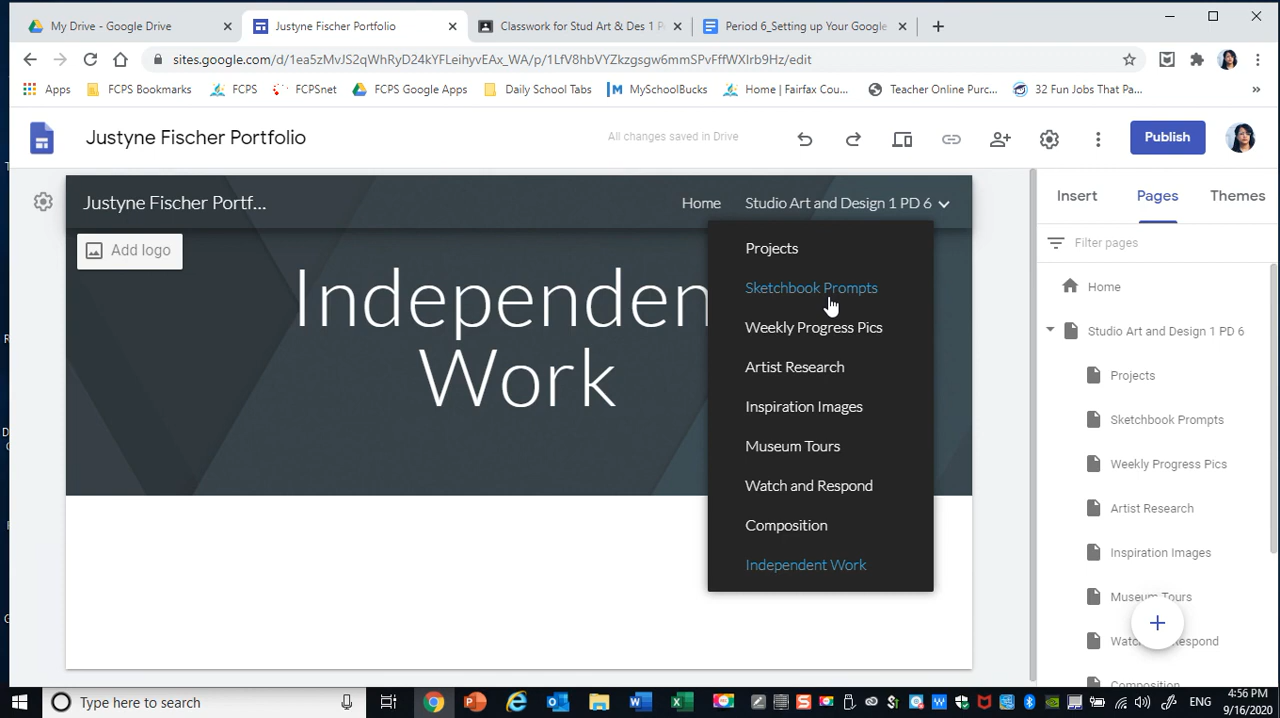 My Drive - Google Drive
Justyne Fischer Portfolio
Classwork for Stud Art & Des 1 P
Period 6_Setting up Your Google
sites.google.com/d/1ea5zMvJS2qWhRyD24kYFLeihyvEAx_WA/p/1LfV8hbVYZkzgsgw6mmSPvFffWXIrb9Hz/edit
Apps
FCPS Bookmarks
FCPS
FCPSnet
FCPS Google Apps
Daily School Tabs
MySchoolBucks
Home | Fairfax Cou...
Teacher Online Purc...
32 Fun Jobs That Pa...
Justyne Fischer Portfolio
All changes saved in Drive
Publish
Justyne Fischer Portf...
Home
Studio Art and Design 1 PD 6
Add logo
Independen
Work
Projects
Sketchbook Prompts
Weekly Progress Pics
Artist Research
Inspiration Images
Museum Tours
Watch and Respond
Composition
Independent Work
Insert
Pages
Themes
Filter pages
Home
Studio Art and Design 1 PD 6
Projects
Sketchbook Prompts
Weekly Progress Pics
Artist Research
Inspiration Images
Museum Tours
Composition
Type here to search
ENG
4:56 PM
9/16/2020